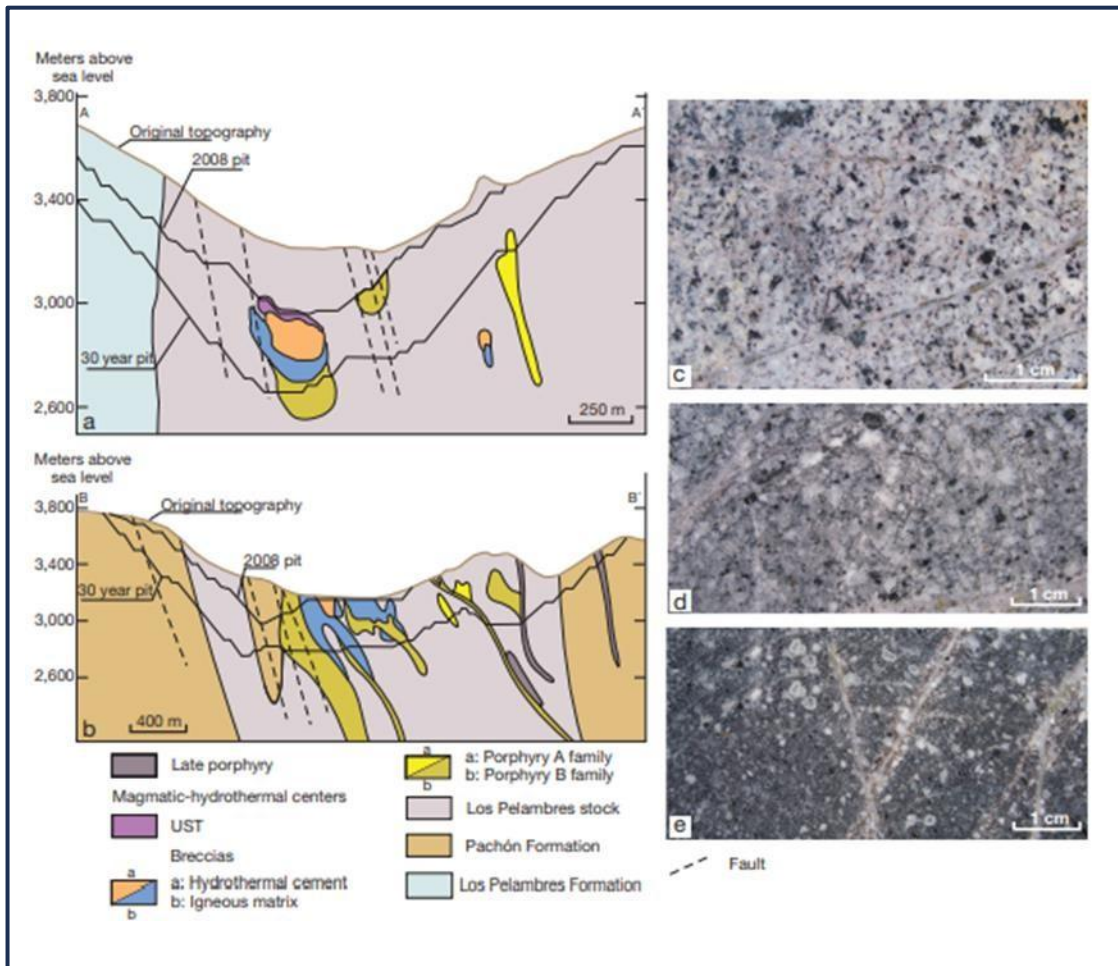 Meters above
sea level
3,800
A
A'
Original topography
2008 pit
3,400
3,000
30 year pit
2,600
a
250 m
Meters above
sea level
3,800
B
B'
Original topography
2008 pit
3,400
30 year pit
3,000
2,600
b
400 m
c
1 cm
d
1 cm
e
1 cm
Late porphyry
Magmatic-hydrothermal centers
UST
Breccias
a
a: Hydrothermal cement
b: Igneous matrix
b
a
a: Porphyry A family
b: Porphyry B family
b
Los Pelambres stock
Pachón Formation
Los Pelambres Formation
Fault